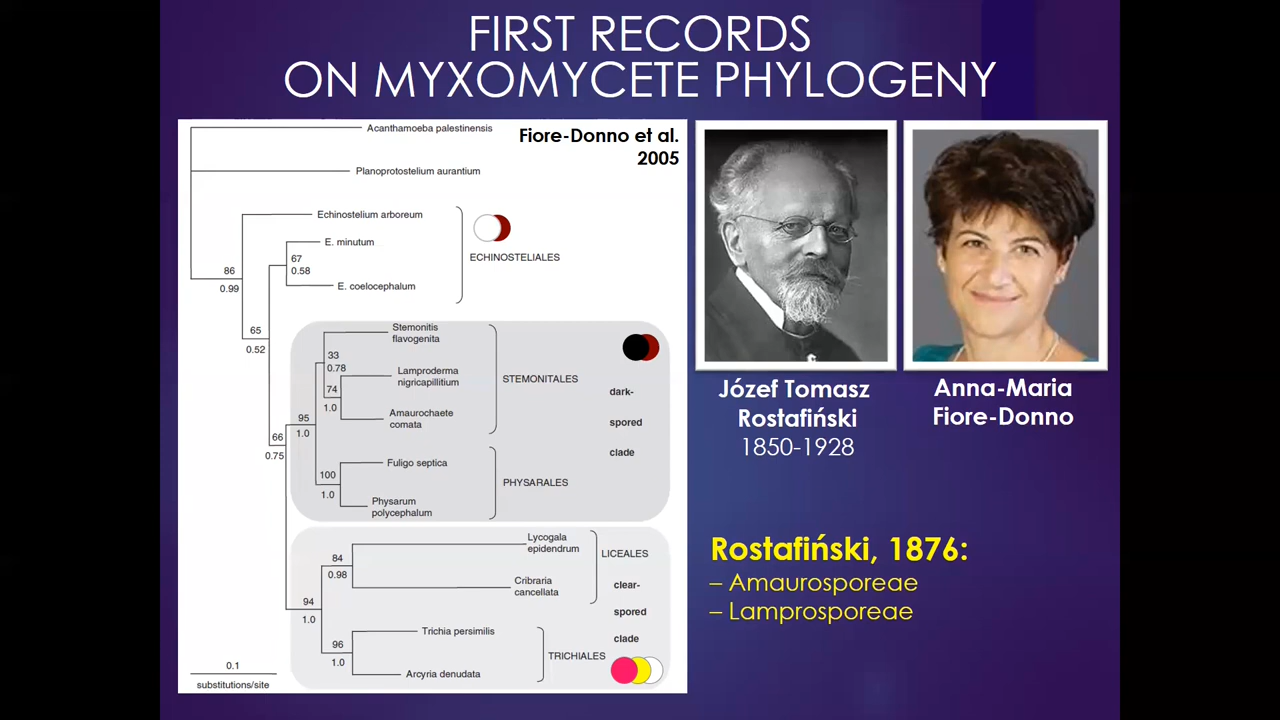 FIRST RECORDS
ON MYXOMYCETE PHYLOGENY
Fiore-Donno et al.
2005
Acanthamoeba palestinensis
Planoprotostelium aurantium
Echinostelium arboreum
E. minutum
67
0.58
ECHINOSTELIALES
86
0.99
E. coelocephalum
65
0.52
Stemonitis
flavogenita
33
0.78
Lamproderma
nigricapillitium
STEMONITALES
74
1.0
dark-
spored
clade
Amaurochaete
comata
95
1.0
66
0.75
Fuligo septica
100
1.0
PHYSARALES
Physarum
polycephalum
Lycogala
epidendrum
LICEALES
84
0.98
Cribraria
cancellata
clear-
spored
clade
94
1.0
Trichia persimilis
96
1.0
TRICHIALES
Arcyria denudata
0.1
substitutions/site
Józef Tomasz
Rostafiński
1850-1928
Anna-Maria
Fiore-Donno
Rostafiński, 1876:
– Amaurosporeae
– Lamprosporeae